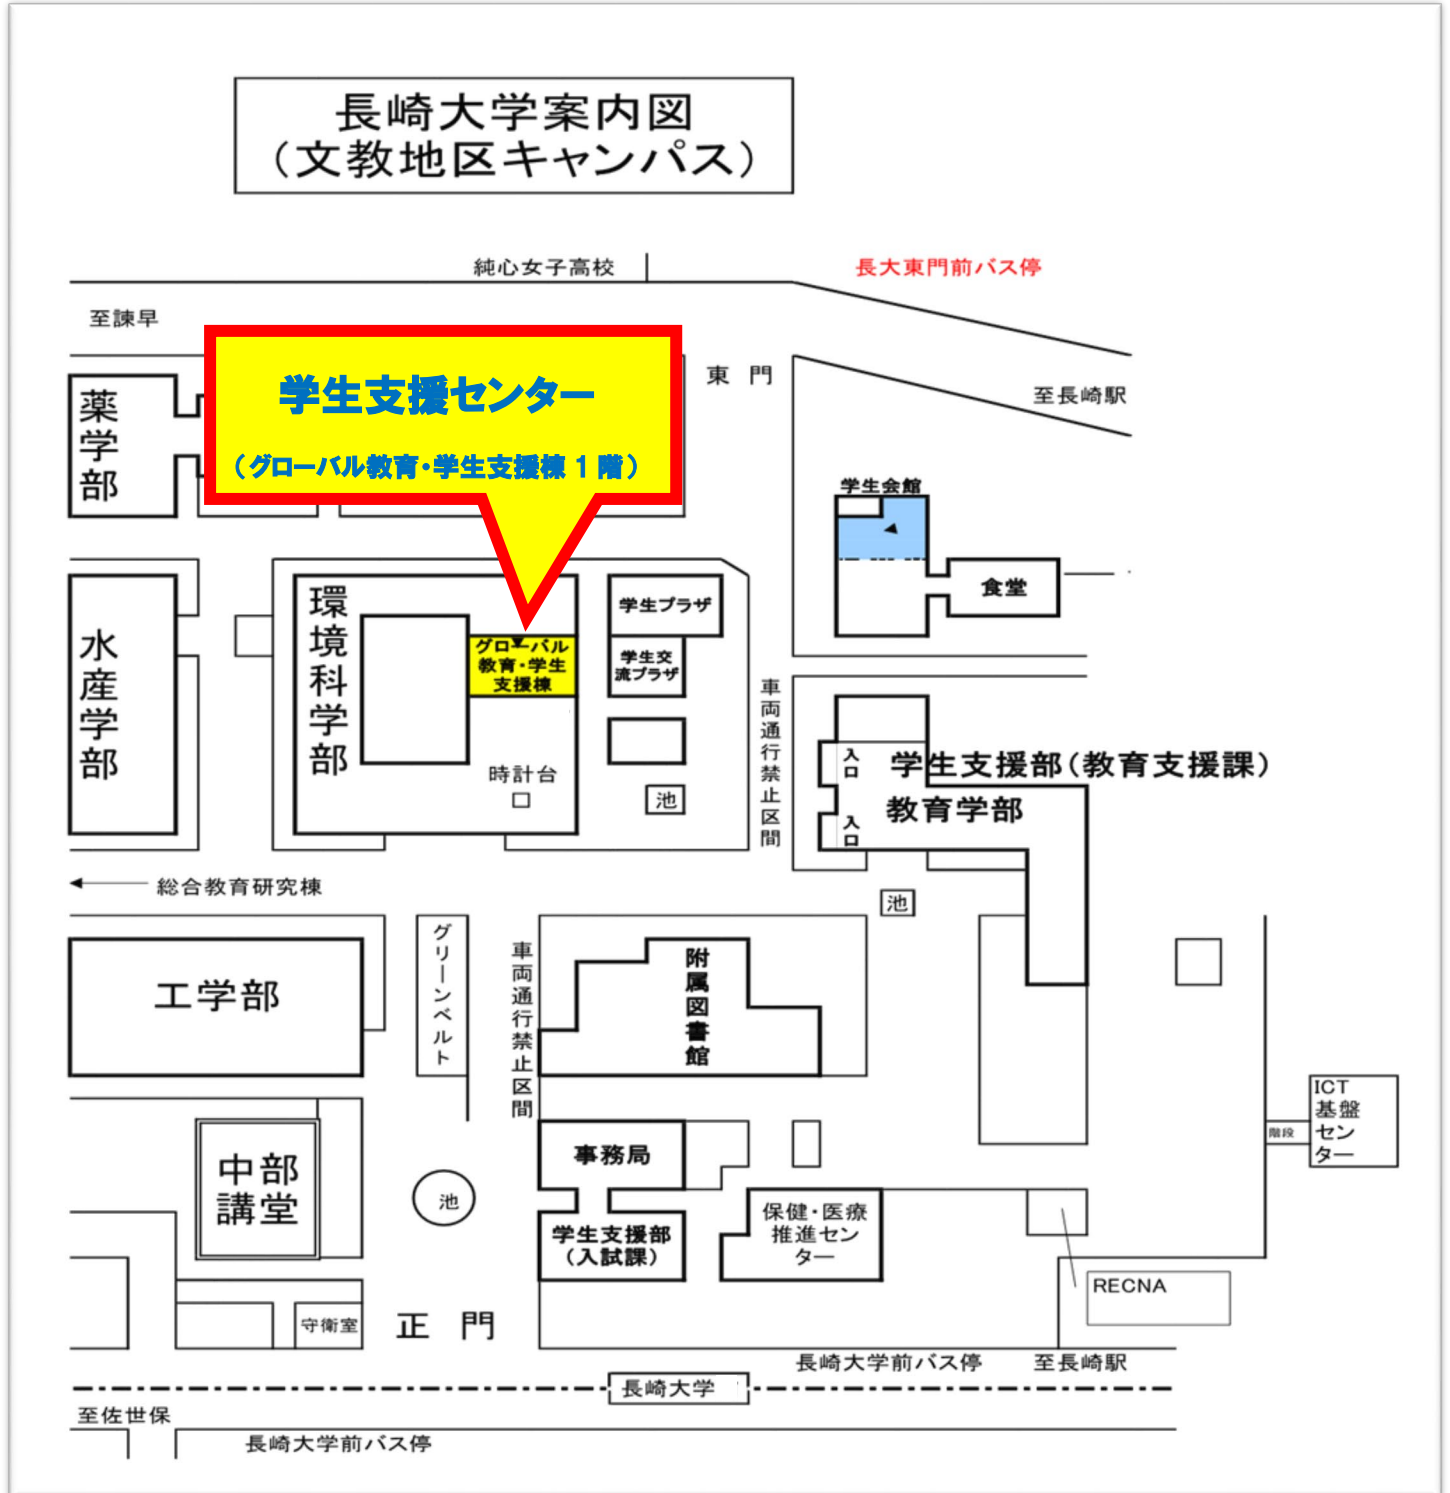 長崎大学案内図
（文教地区キャンパス）
純心女子高校
長大東門前バス停
至諫早
学生支援センター
（グローバル教育・学生支援棟 1 階）
東 門
至長崎駅
薬学部
学生会館
食堂
環境科学部
学生プラザ
グローバル
教育・学生
支援棟
学生交
流プラザ
水産学部
車両通行禁止区間
入口
学生支援部（教育支援課）
時計台
池
教育学部
入口
総合教育研究棟
池
グリーンベルト
車両通行禁止区間
附属図書館
工学部
ICT
基盤
セン
ター
階段
中部
講堂
事務局
池
学生支援部
（入試課）
保健・医療
推進セン
ター
RECNA
守衛室
正 門
長崎大学前バス停
至長崎駅
長崎大学
至佐世保
長崎大学前バス停